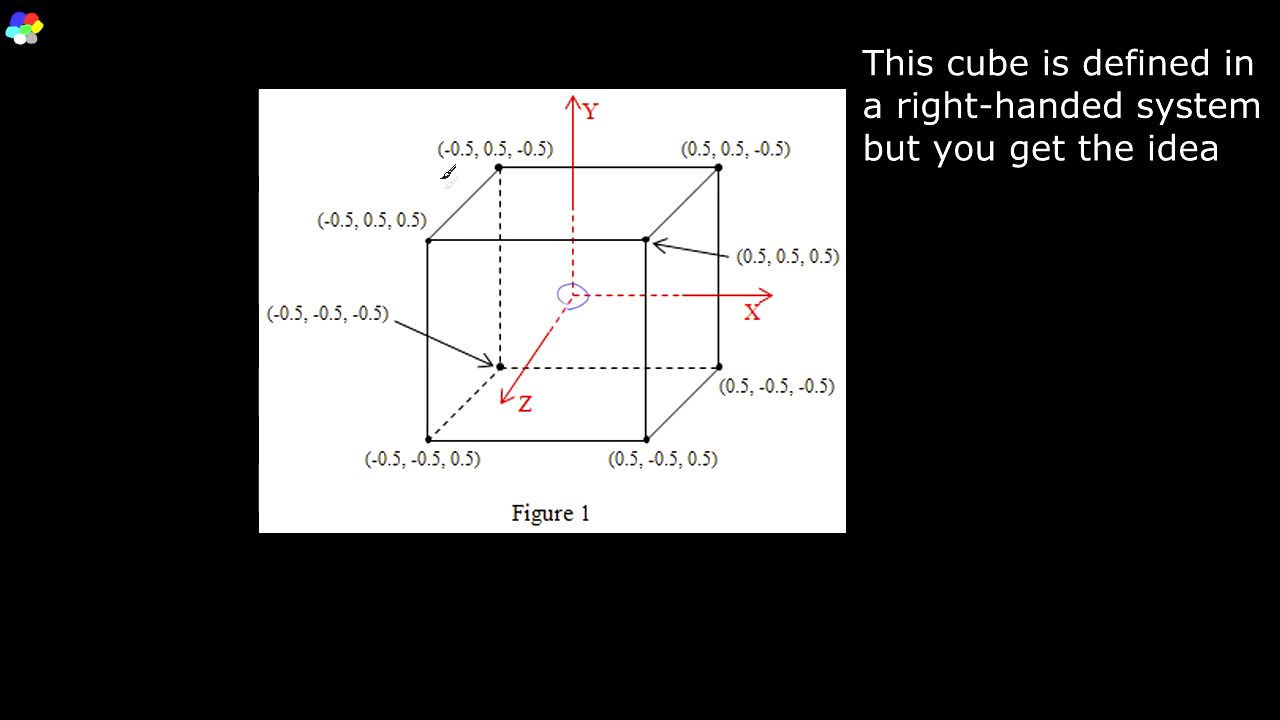 This cube is defined in
a right-handed system
but you get the idea
Y
(-0.5, 0.5, -0.5)
(0.5, 0.5, -0.5)
(-0.5, 0.5, 0.5)
(0.5, 0.5, 0.5)
X
(-0.5, -0.5, -0.5)
(0.5, -0.5, -0.5)
Z
(-0.5, -0.5, 0.5)
(0.5, -0.5, 0.5)
Figure 1